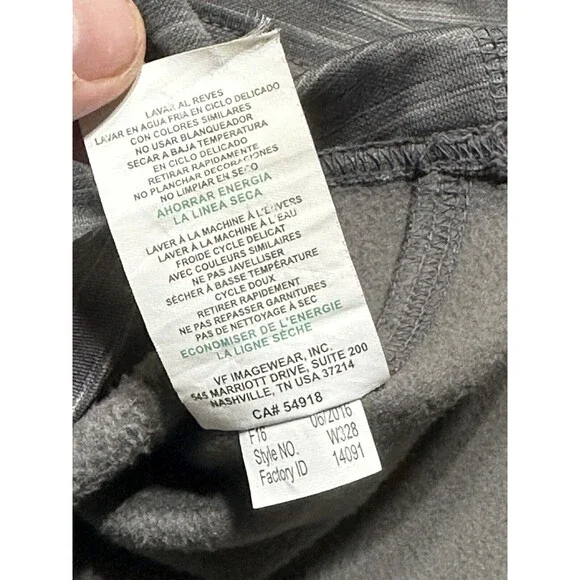 LAVAR AL REVES
LAVAR EN AGUA FRIA EN CICLO DELICADO
CON COLORES SIMILARES
NO USAR BLANQUEADOR
SECAR A BAJA TEMPERATURA
EN CICLO DELICADO
RETIRAR RAPIDAMENTE
NO PLANCHAR DECORACIONES
NO LIMPIAR EN SECO
AHORRAR ENERGIA
LA LINEA SECA
LAVER À LA MACHINE À L'ENVERS
LAVER À LA MACHINE À L'EAU
FROIDE CYCLE DELICAT
AVEC COULEURS SIMILAIRES
NE PAS JAVELLISER
SÉCHER À BASSE TEMPÉRATURE
CYCLE DOUX
RETIRER RAPIDEMENT
NE PAS REPASSER GARNITURES
PAS DE NETTOYAGE À SEC
ECONOMISER DE L'ENERGIE
LA LIGNE SÈCHE
VF IMAGEWEAR, INC.
545 MARRIOTT DRIVE, SUITE 200
NASHVILLE, TN USA 37214
CA# 54918
F16 06/2016
Style NO. W328
Factory ID 14091